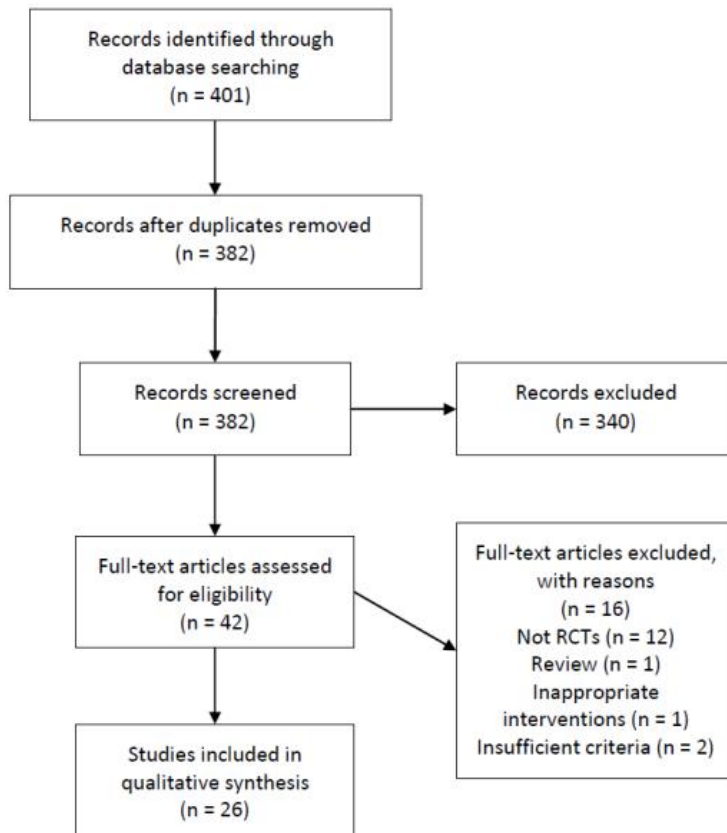 Records identified through
database searching
(n = 401)
Records after duplicates removed
(n = 382)
Records screened
(n = 382)
Records excluded
(n = 340)
Full-text articles assessed
for eligibility
(n = 42)
Full-text articles excluded,
with reasons
(n = 16)
Not RCTs (n = 12)
Review (n = 1)
Inappropriate
interventions (n = 1)
Insufficient criteria (n = 2)
Studies included in
qualitative synthesis
(n = 26)